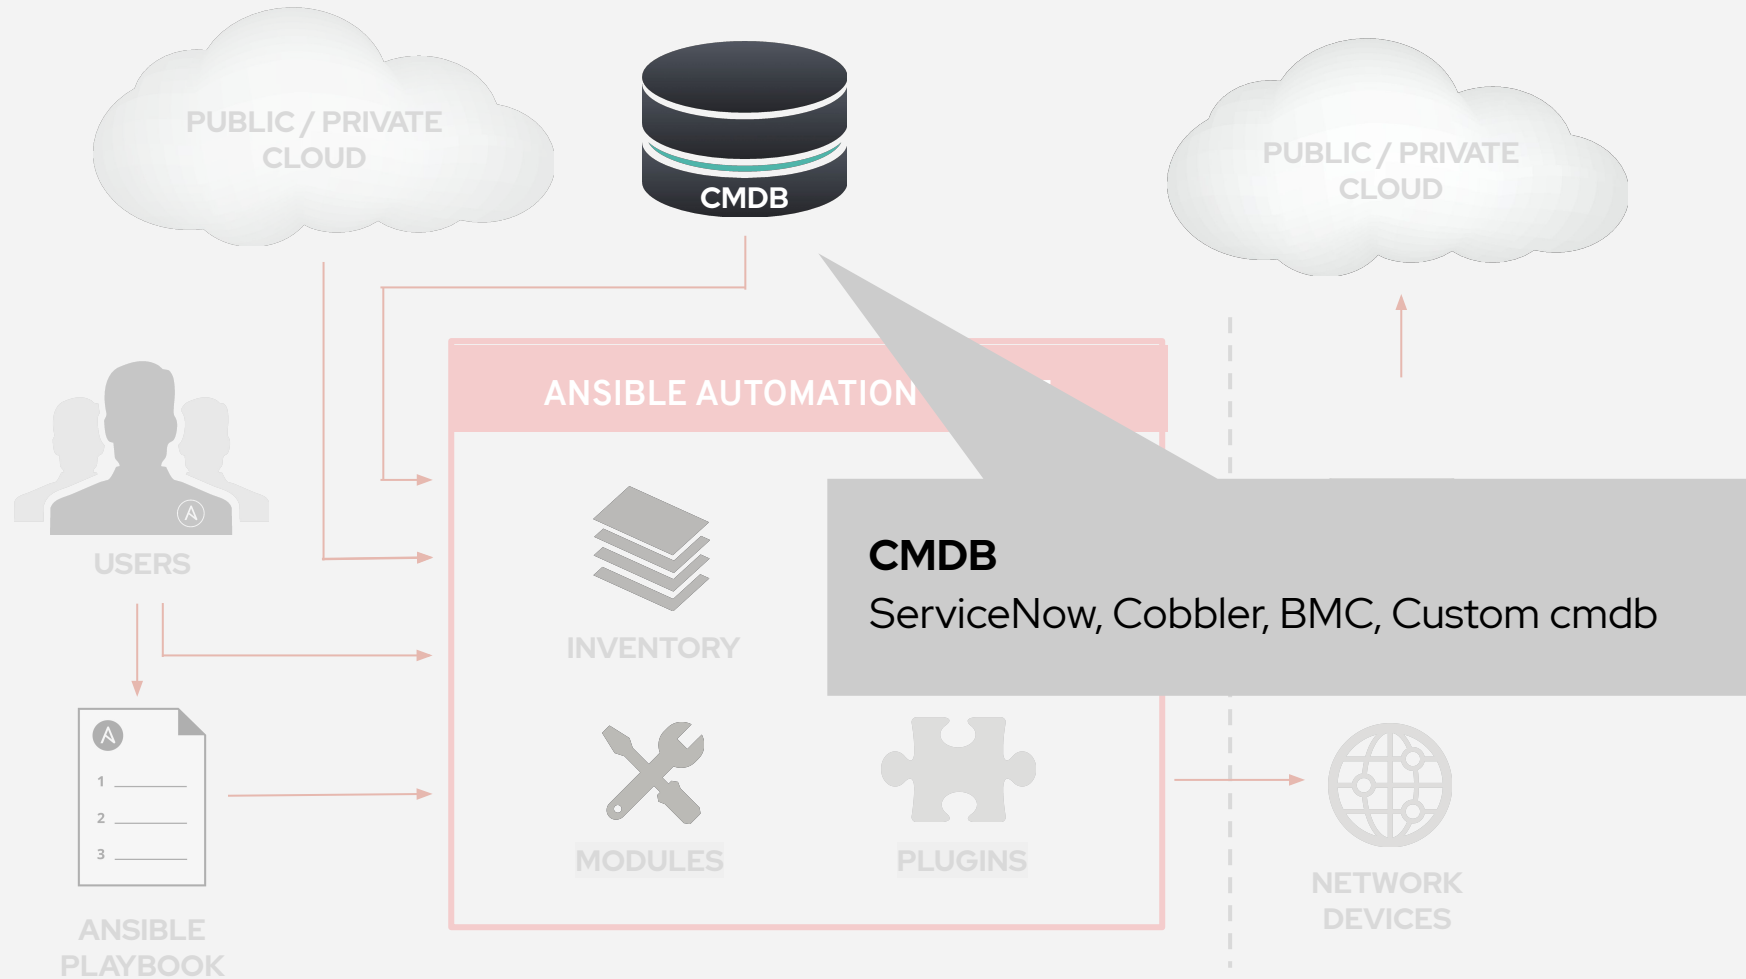 PUBLIC / PRIVATE
CLOUD
CMDB
PUBLIC / PRIVATE
CLOUD
ANSIBLE AUTOMATION
USERS
INVENTORY
CMDB
ServiceNow, Cobbler, BMC, Custom cmdb
1
2
3
MODULES
PLUGINS
NETWORK
DEVICES
ANSIBLE
PLAYBOOK